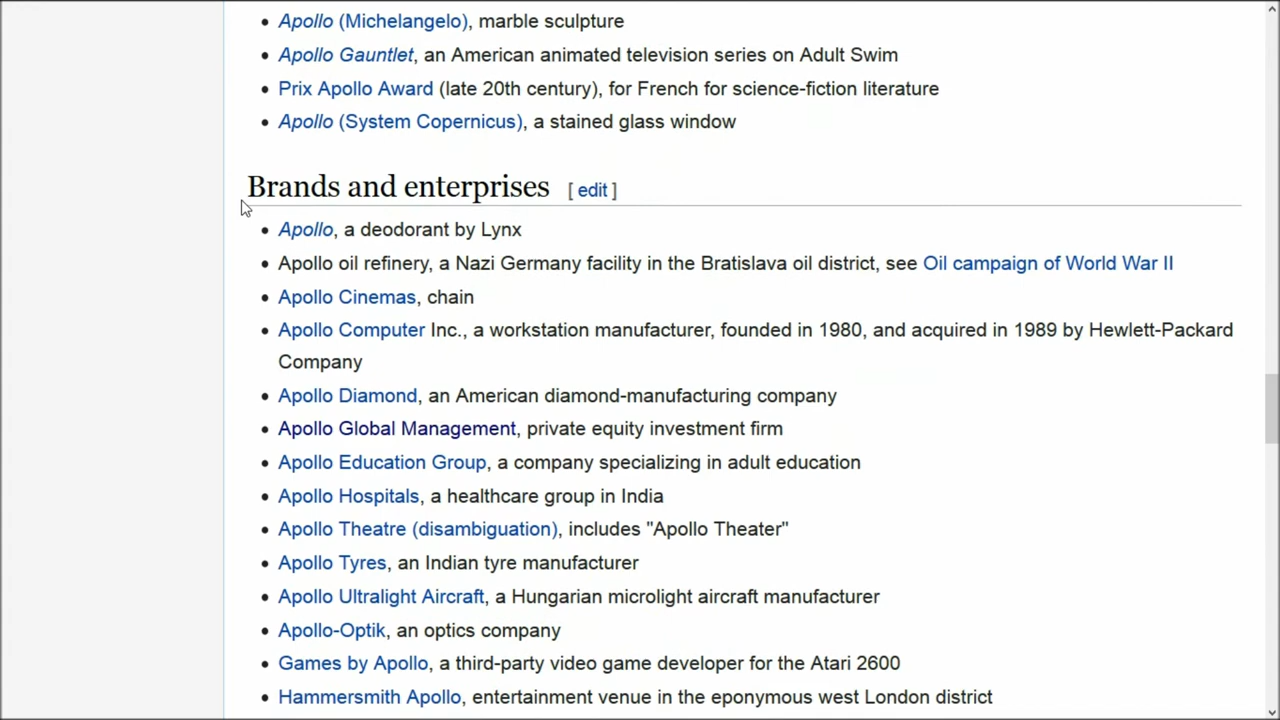 Apollo (Michelangelo), marble sculpture
Apollo Gauntlet, an American animated television series on Adult Swim
Prix Apollo Award (late 20th century), for French for science-fiction literature
Apollo (System Copernicus), a stained glass window
Brands and enterprises [ edit ]
Apollo, a deodorant by Lynx
Apollo oil refinery, a Nazi Germany facility in the Bratislava oil district, see Oil campaign of World War II
Apollo Cinemas, chain
Apollo Computer Inc., a workstation manufacturer, founded in 1980, and acquired in 1989 by Hewlett-Packard
Company
Apollo Diamond, an American diamond-manufacturing company
Apollo Global Management, private equity investment firm
Apollo Education Group, a company specializing in adult education
Apollo Hospitals, a healthcare group in India
Apollo Theatre (disambiguation), includes "Apollo Theater"
Apollo Tyres, an Indian tyre manufacturer
Apollo Ultralight Aircraft, a Hungarian microlight aircraft manufacturer
Apollo-Optik, an optics company
Games by Apollo, a third-party video game developer for the Atari 2600
Hammersmith Apollo, entertainment venue in the eponymous west London district